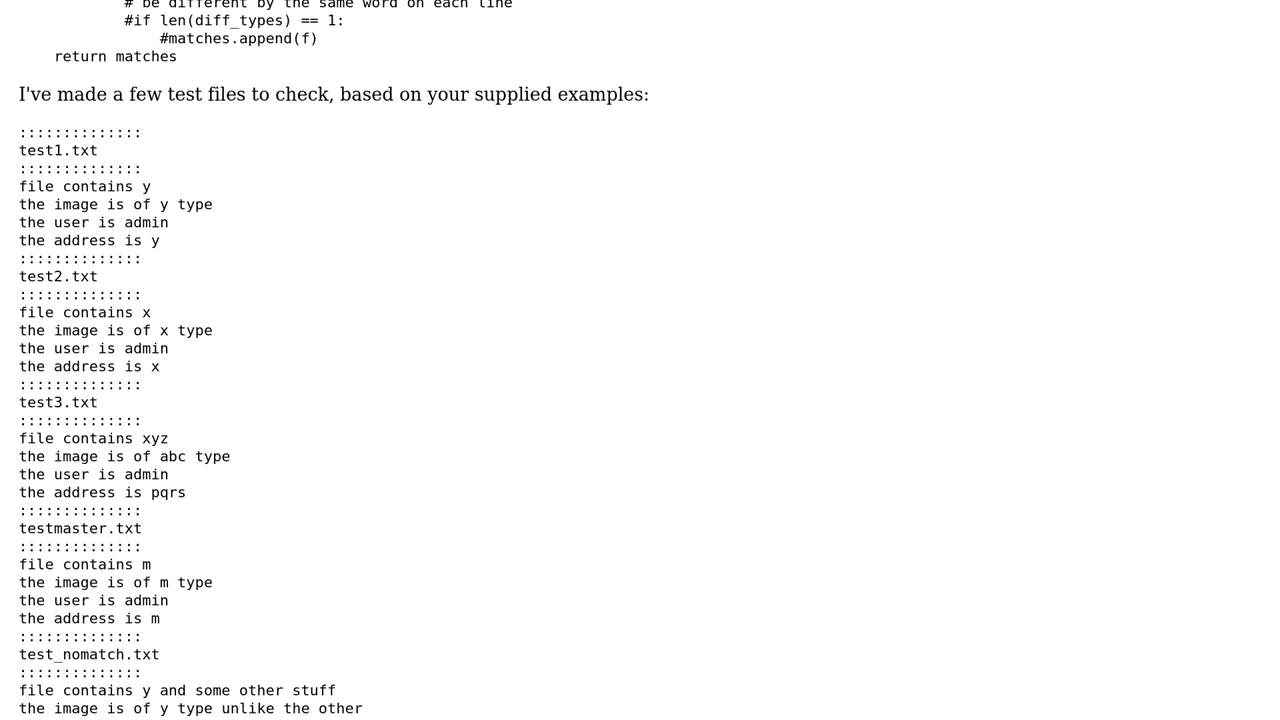 # be different by the same word on each line
#if len(diff_types) == 1:
#matches.append(f)
return matches
I've made a few test files to check, based on your supplied examples:
::::::::::::::
test1.txt
::::::::::::::
file contains y
the image is of y type
the user is admin
the address is y
::::::::::::::
test2.txt
::::::::::::::
file contains x
the image is of x type
the user is admin
the address is x
::::::::::::::
test3.txt
::::::::::::::
file contains xyz
the image is of abc type
the user is admin
the address is pqrs
::::::::::::::
testmaster.txt
::::::::::::::
file contains m
the image is of m type
the user is admin
the address is m
::::::::::::::
test_nomatch.txt
::::::::::::::
file contains y and some other stuff
the image is of y type unlike the other